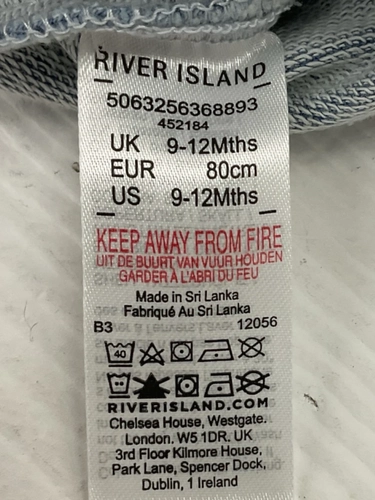 RIVER ISLAND
5063256368893
452184
UK 9-12Mths
EUR 80cm
US 9-12Mths
KEEP AWAY FROM FIRE
UIT DE BUURT VAN VUUR HOUDEN
GARDER À L'ABRI DU FEU
Made in Sri Lanka
Fabriqué Au Sri Lanka
B3 12056
40
RIVERISLAND.COM
Chelsea House, Westgate.
London. W5 1DR. UK
3rd Floor Kilmore House,
Park Lane, Spencer Dock,
Dublin, 1 Ireland